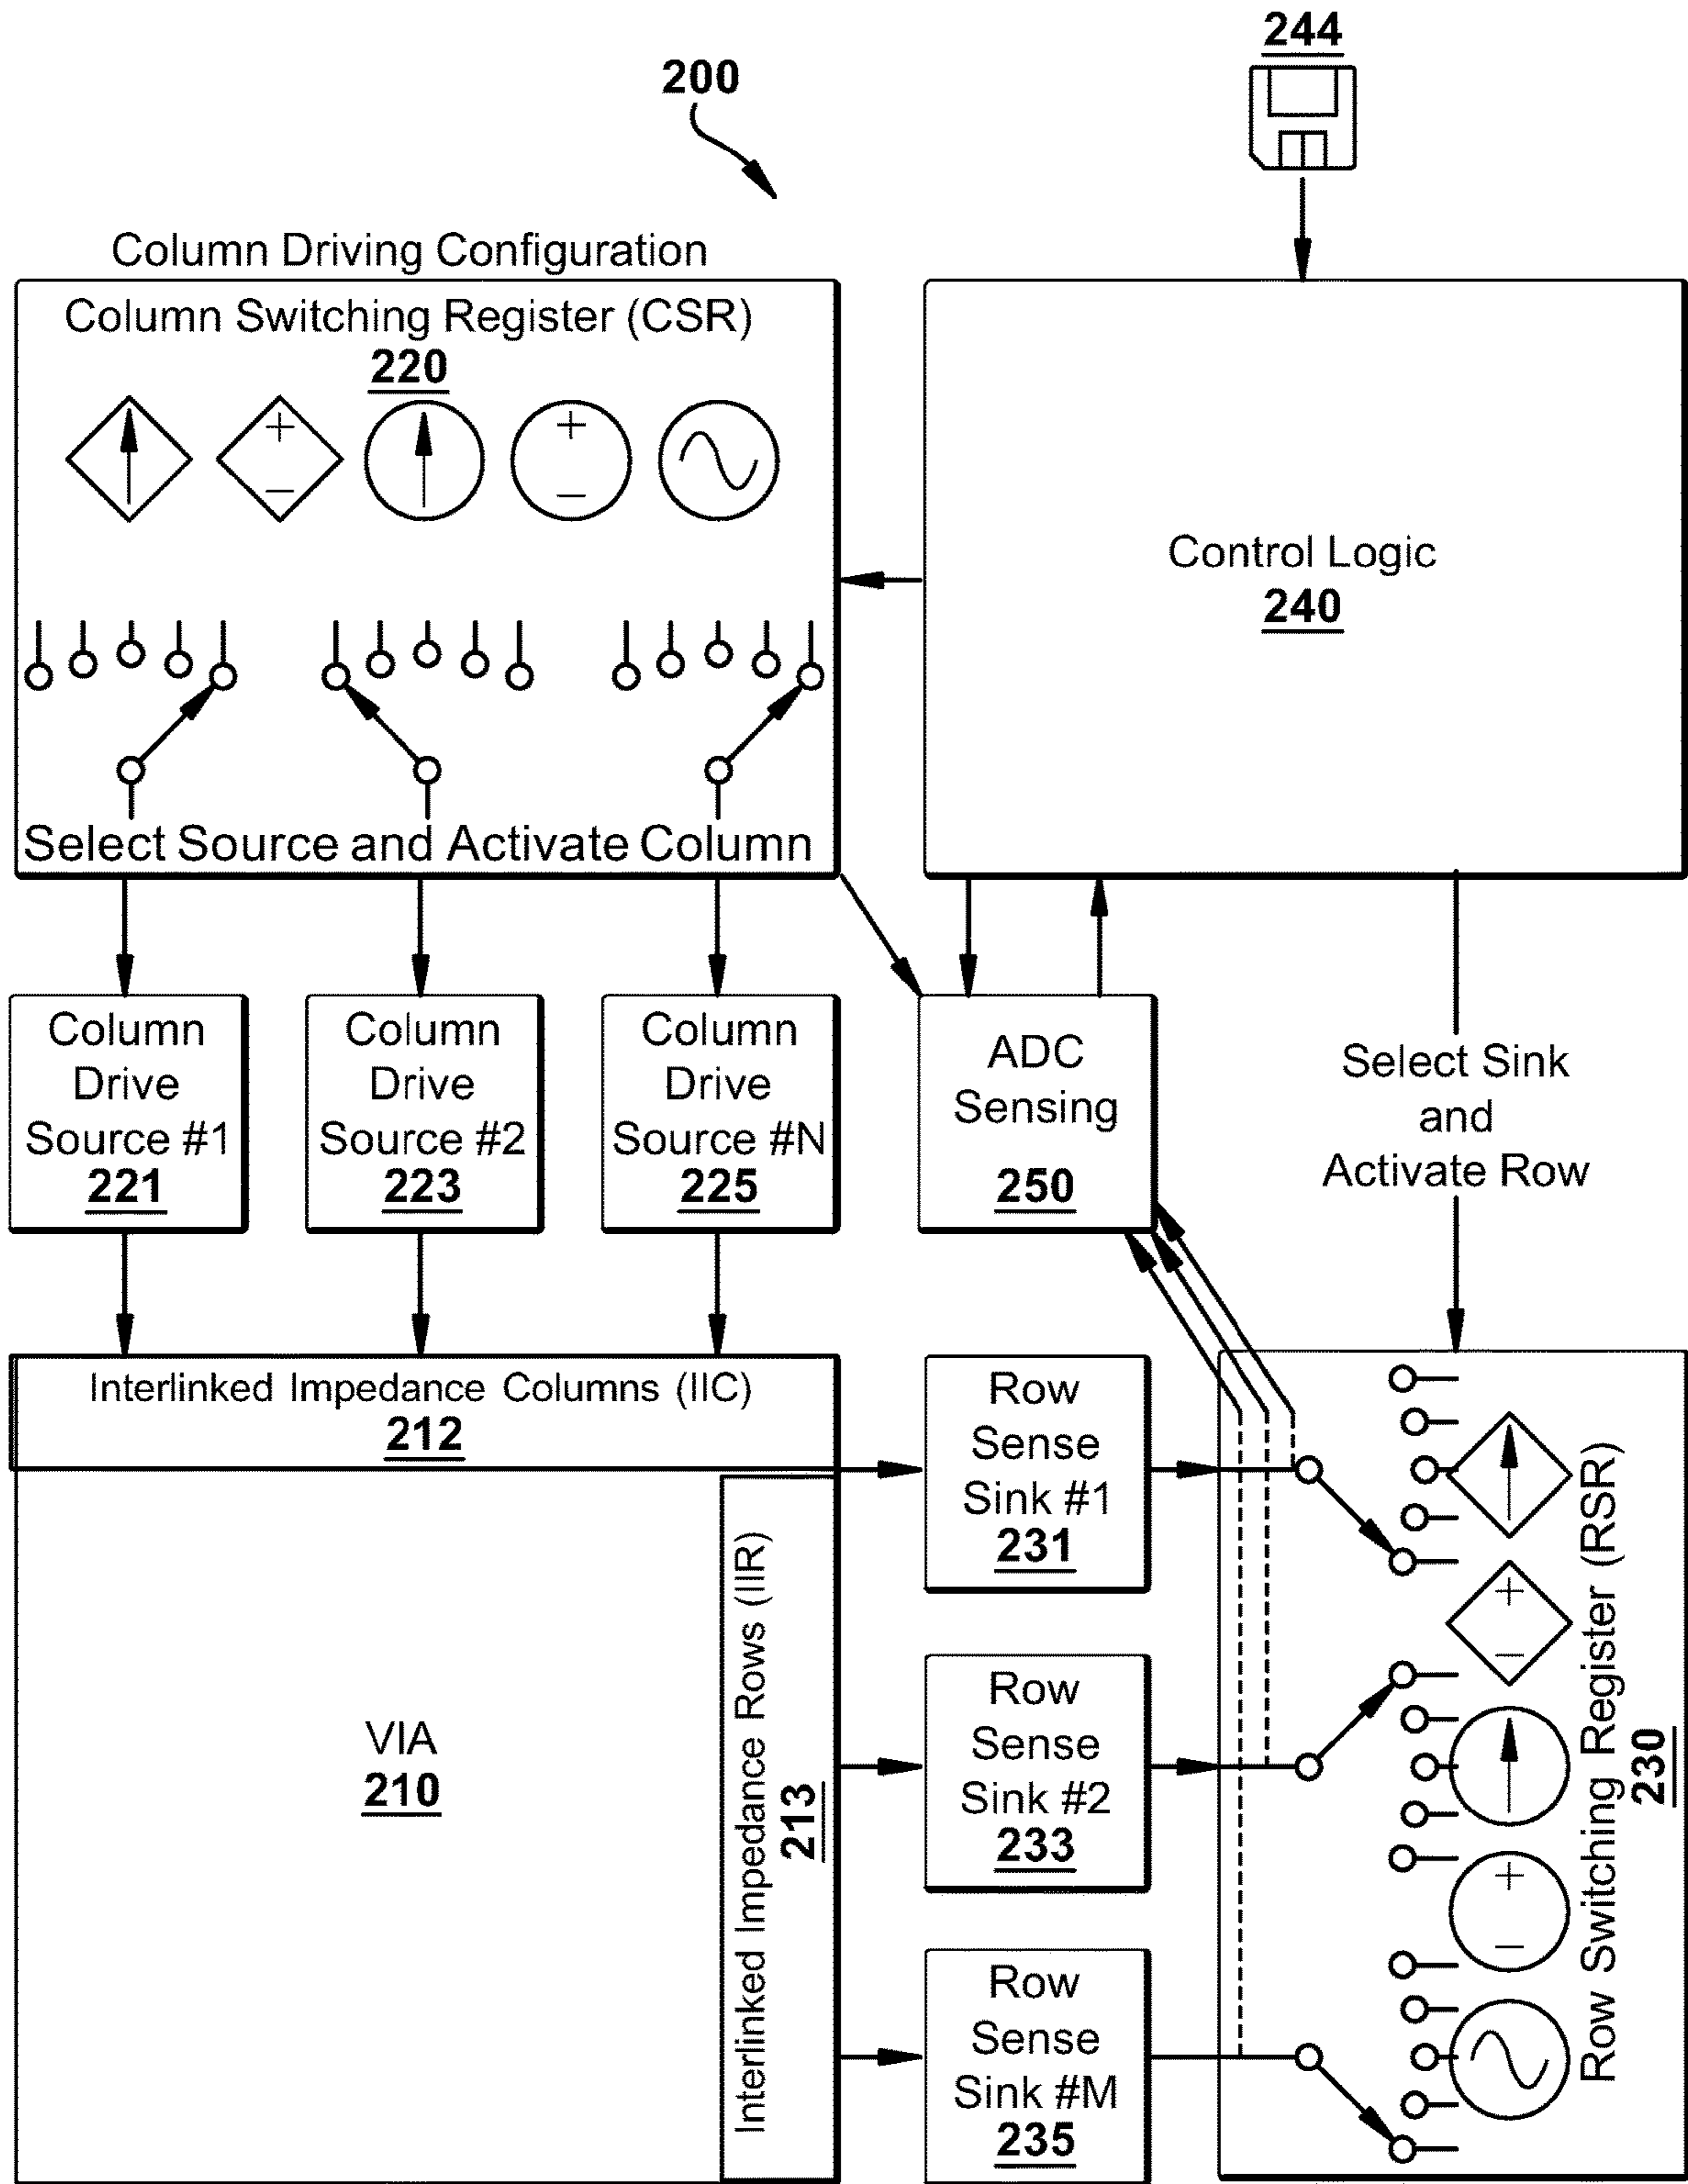 244
200
Column Driving Configuration
Column Switching Register (CSR)
220
+
−
+
−
Select Source and Activate Column
Control Logic
240
Column
Drive
Source #1
221
Column
Drive
Source #2
223
Column
Drive
Source #N
225
ADC
Sensing
250
Select Sink
and
Activate Row
Interlinked Impedance Columns (IIC)
212
VIA
210
Interlinked Impedance Rows (IIR)
213
Row
Sense
Sink #1
231
Row
Sense
Sink #2
233
Row
Sense
Sink #M
235
+
−
+
−
Row Switching Register (RSR)
230